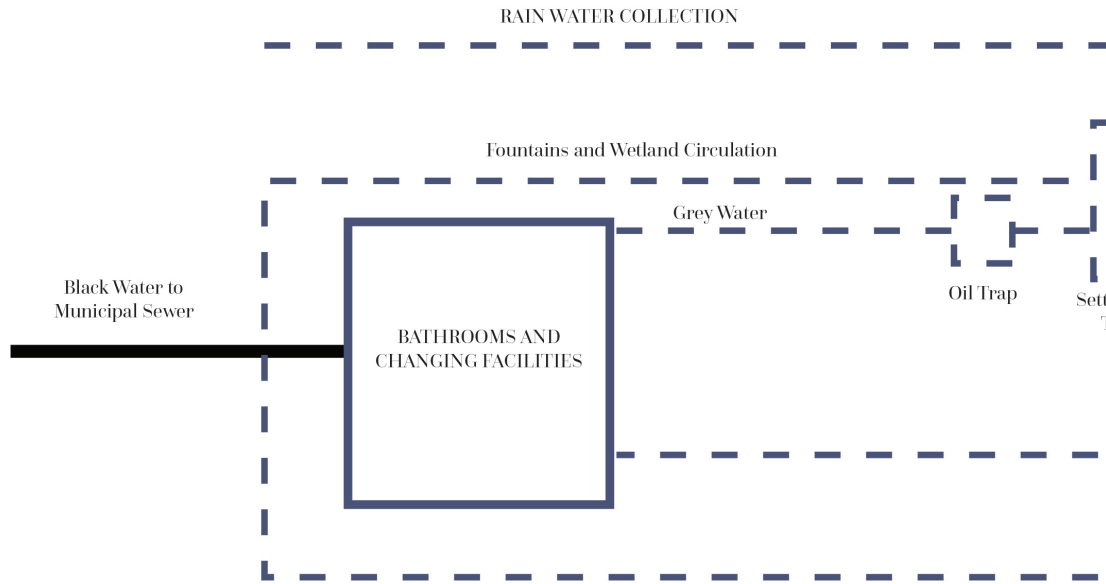 RAIN WATER COLLECTION
Fountains and Wetland Circulation
Grey Water
Black Water to
Municipal Sewer
Oil Trap
BATHROOMS AND
CHANGING FACILITIES